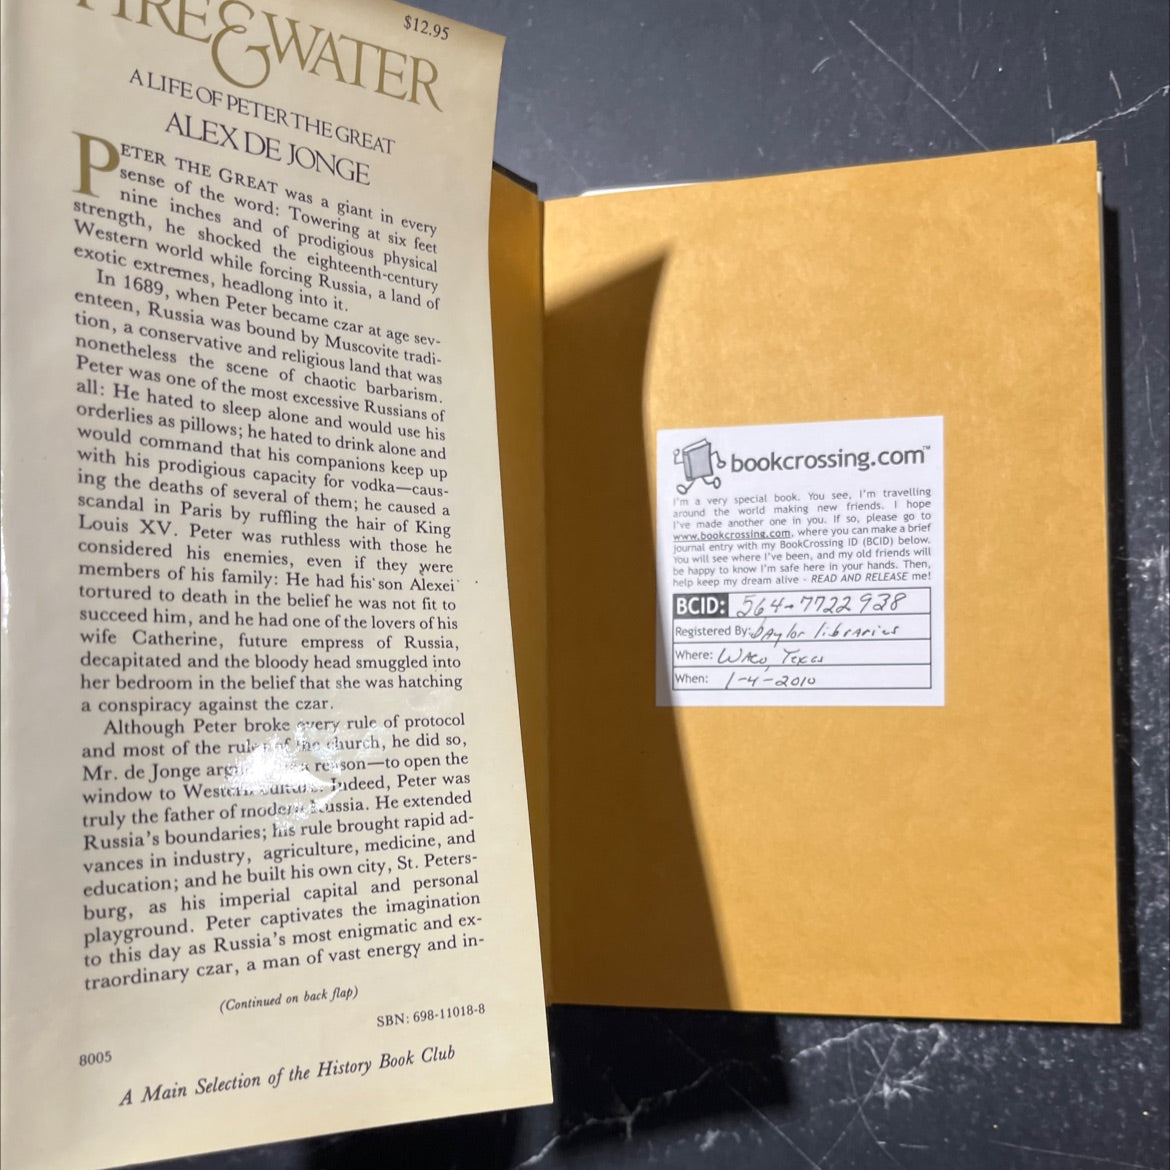 FIRE & WATER
$12.95
A LIFE OF PETER THE GREAT
ALEX DE JONGE
PETER THE GREAT was a giant in every
sense of the word: Towering at six feet
nine inches and of prodigious physical
strength, he shocked the eighteenth-century
Western world while forcing Russia, a land of
exotic extremes, headlong into it.
In 1689, when Peter became czar at age sev-
enteen, Russia was bound by Muscovite tradi-
tion, a conservative and religious land that was
nonetheless the scene of chaotic barbarism.
Peter was one of the most excessive Russians of
all: He hated to sleep alone and would use his
orderlies as pillows; he hated to drink alone and
would command that his companions keep up
with his prodigious capacity for vodka—caus-
ing the deaths of several of them; he caused a
scandal in Paris by ruffling the hair of King
Louis XV. Peter was ruthless with those he
considered his enemies, even if they were
members of his family: He had his son Alexei
tortured to death in the belief he was not fit to
succeed him, and he had one of the lovers of his
wife Catherine, future empress of Russia,
decapitated and the bloody head smuggled into
her bedroom in the belief that she was hatching
a conspiracy against the czar.
Although Peter broke every rule of protocol
and most of the rules of the church, he did so,
Mr. de Jonge reason—to open the
window to Western culture. Indeed, Peter was
truly the father of modern Russia. He extended
Russia's boundaries; his rule brought rapid ad-
vances in industry, agriculture, medicine, and
education; and he built his own city, St. Peters-
burg, as his imperial capital and personal
playground. Peter captivates the imagination
to this day as Russia's most enigmatic and ex-
traordinary czar, a man of vast energy and in-
(Continued on back flap)
SBN: 698-11018-8
8005
A Main Selection of the History Book Club
bookcrossing.com™
I'm a very special book. You see, I'm travelling
around the world making new friends. I hope
I've made another one in you. If so, please go to
www.bookcrossing.com, where you can make a brief
journal entry with my BookCrossing ID (BCID) below.
You will see where I've been, and my old friends will
be happy to know I'm safe here in your hands. Then,
help keep my dream alive - READ AND RELEASE me!
BCID: 564-7722938
Registered By: Baylor libraries
Where: Waco, Texas
When: 1-4-2010